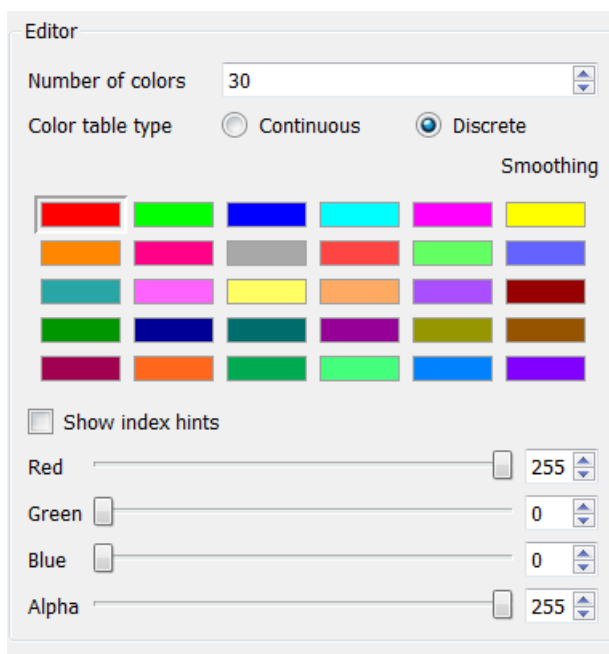 Editor
Number of colors 30
Color table type Continuous Discrete
Smoothing
Show index hints
Red 255
Green 0
Blue 0
Alpha 255